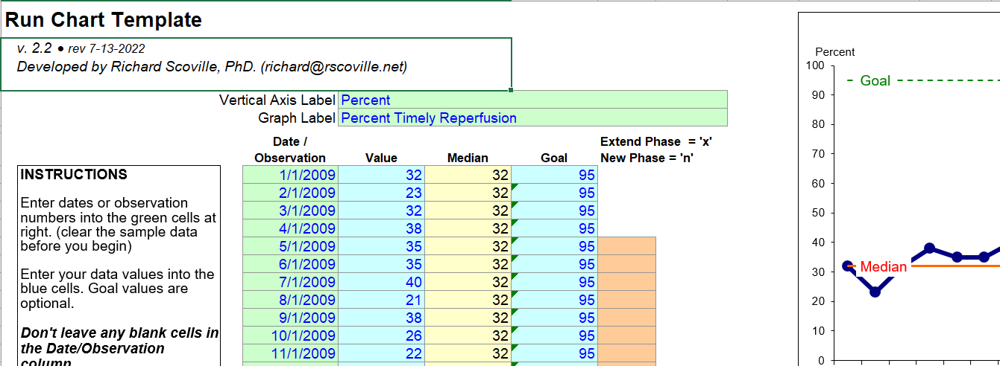 Run Chart Template
v. 2.2 ● rev 7-13-2022
Developed by Richard Scoville, PhD. (richard@rscoville.net)
Vertical Axis Label Percent
Graph Label Percent Timely Reperfusion
Date / Observation Value Median Goal
Extend Phase = 'x'
New Phase = 'n'
1/1/2009 32 32 95
2/1/2009 23 32 95
3/1/2009 32 32 95
4/1/2009 38 32 95
5/1/2009 35 32 95
6/1/2009 35 32 95
7/1/2009 40 32 95
8/1/2009 21 32 95
9/1/2009 38 32 95
10/1/2009 26 32 95
11/1/2009 22 32 95
INSTRUCTIONS
Enter dates or observation
numbers into the green cells at
right. (clear the sample data
before you begin)
Enter your data values into the
blue cells. Goal values are
optional.
Don't leave any blank cells in
the Date/Observation
column
Percent
100
Goal
90
80
70
60
50
40
30
Median
20
10
0